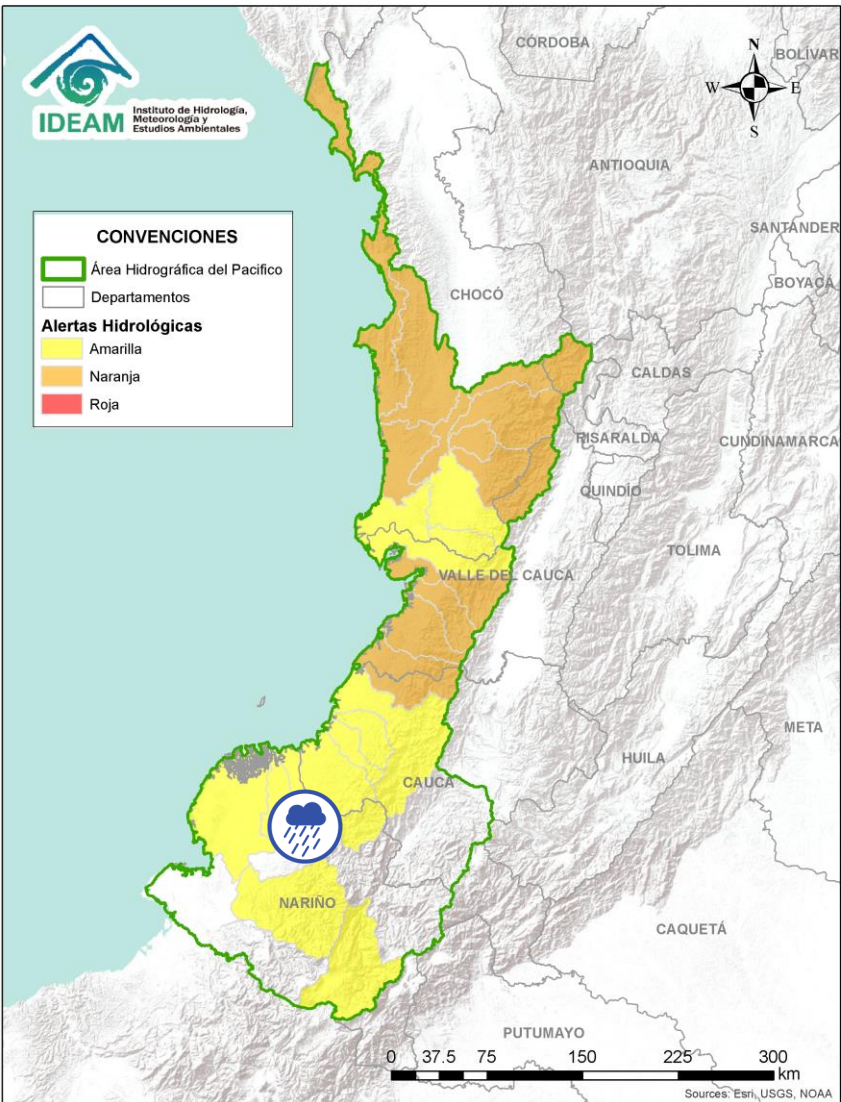 IDEAM
Instituto de Hidrología,
Meteorología y
Estudios Ambientales
N
W
E
S
CÓRDOBA
BOLIVAR
ANTIOQUIA
SANTANDER
BOYACÁ
CHOCÓ
CALDAS
RISARALDA
CUNDINAMARCA
QUINDÍO
TOLIMA
VALLE DEL CAUCA
META
HUILA
CAUCA
NARIÑO
CAQUETÁ
PUTUMAYO
CONVENCIONES
Área Hidrográfica del Pacifico
Departamentos
Alertas Hidrológicas
Amarilla
Naranja
Roja
0 37.5 75 150 225 300
km
Sources: Esri, USGS, NOAA